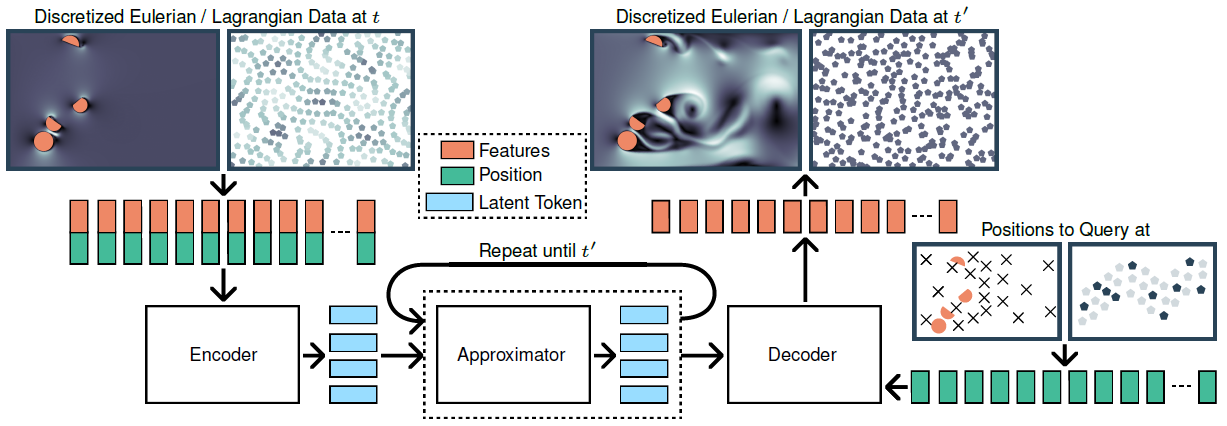 Discretized Eulerian / Lagrangian Data at t
Discretized Eulerian / Lagrangian Data at t′
Features
Position
Latent Token
Positions to Query at
Repeat until t′
Encoder
Approximator
Decoder